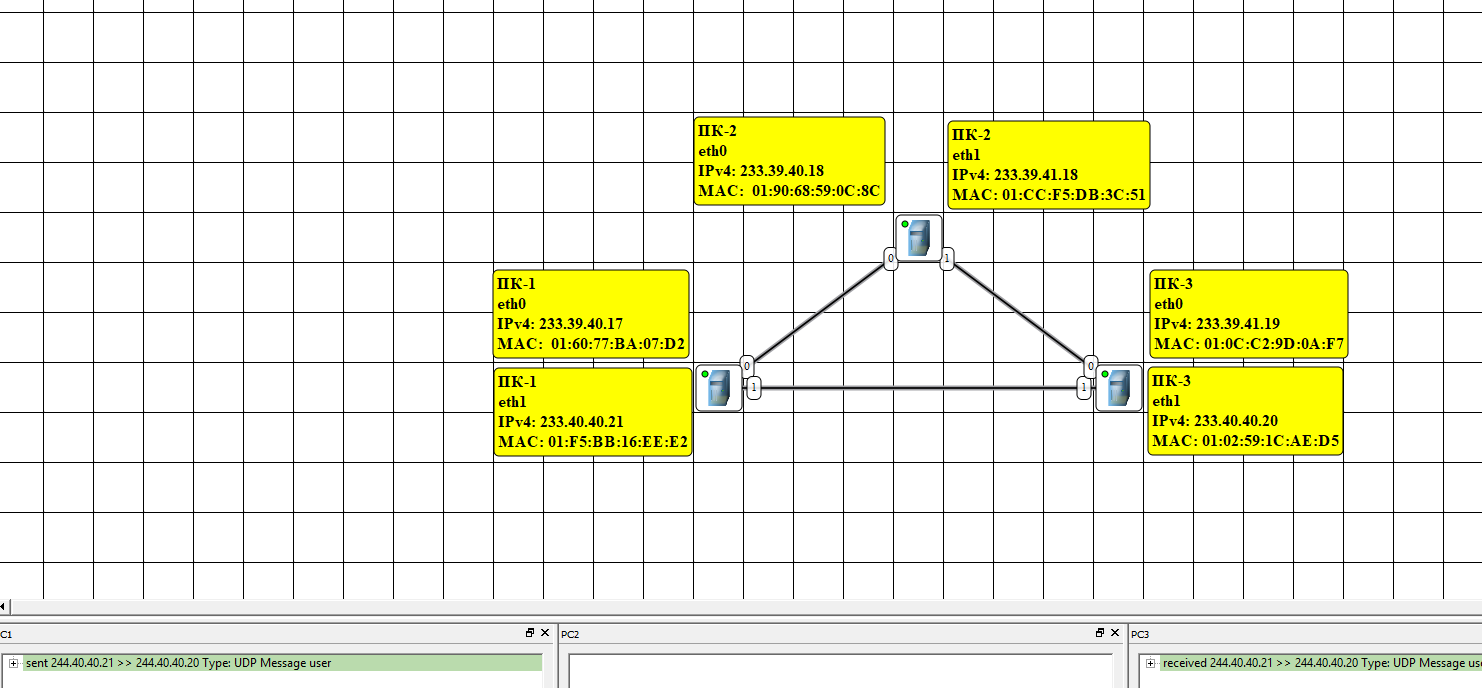 ПК-2
eth0
IPv4: 233.39.40.18
MAC: 01:90:68:59:0C:8C
ПК-2
eth1
IPv4: 233.39.41.18
MAC: 01:CC:F5:DB:3C:51
0
1
ПК-1
eth0
IPv4: 233.39.40.17
MAC: 01:60:77:BA:07:D2
ПК-3
eth0
IPv4: 233.39.41.19
MAC: 01:0C:C2:9D:0A:F7
0
0
ПК-1
eth1
IPv4: 233.40.40.21
MAC: 01:F5:BB:16:EE:E2
1
1
ПК-3
eth1
IPv4: 233.40.40.20
MAC: 01:02:59:1C:AE:D5
C1
PC2
PC3
sent 244.40.40.21 >> 244.40.40.20 Type: UDP Message user
received 244.40.40.21 >> 244.40.40.20 Type: UDP Message use